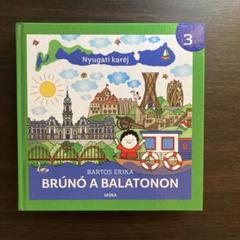 3
Nyugati karéj
BARTOS ERIKA
BRÚNÓ A BALATONON
MÓRA